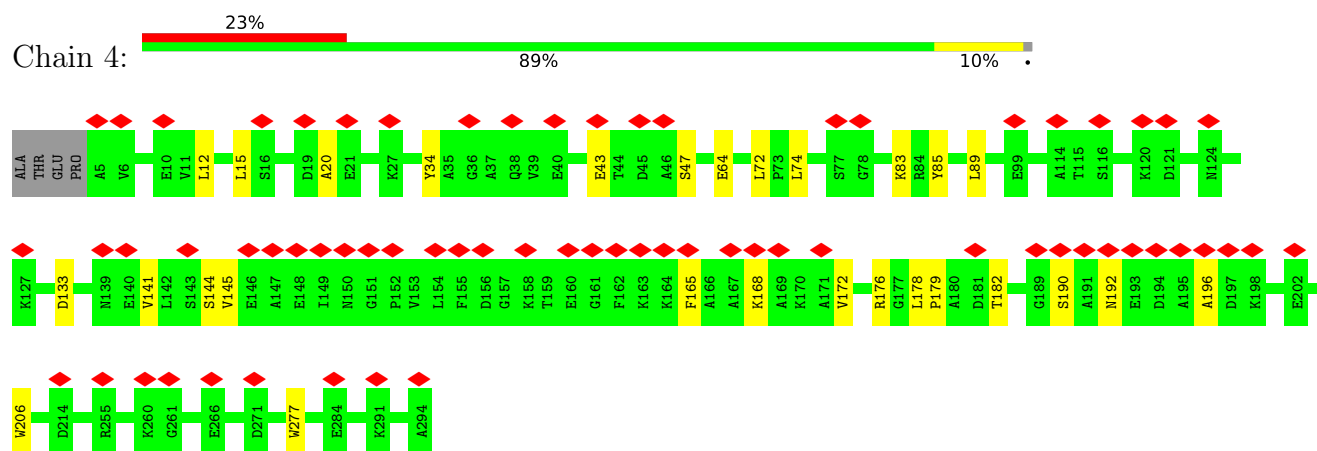 23%
Chain 4:
89% 10% •
ALA THR GLU PRO A5 V6 E10 V11 L12 L15 S16 D19 A20 E21 K27 Y34 A35 G36 A37 Q38 V39 E40 E43 T44 D45 A46 S47 E64 L72 P73 L74 S77 G78 K83 R84 Y85 L89 E99 A114 T115 S116 K120 D121 N124
K127 D133 N139 E140 V141 L142 S143 S144 V145 E146 A147 E148 I149 N150 G151 P152 V153 L154 F155 D156 G157 K158 T159 E160 G161 F162 K163 K164 F165 A166 A167 K168 A169 K170 A171 V172 R176 G177 L178 P179 A180 D181 T182 G189 S190 A191 N192 E193 D194 A195 A196 D197 K198 E202
W206 D214 R255 K260 G261 E266 D271 W277 E284 K291 A294